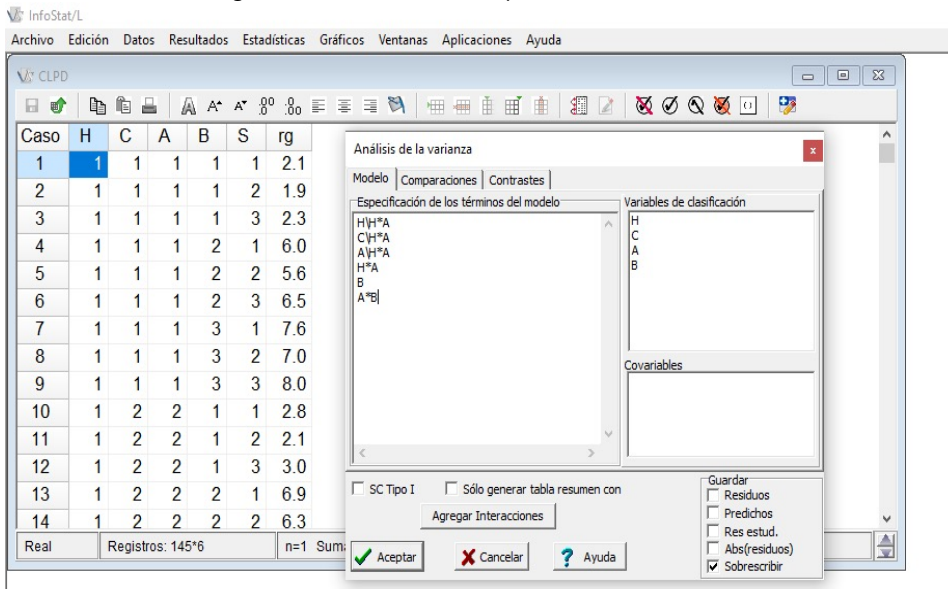 InfoStat/L
Archivo Edición Datos Resultados Estadísticas Gráficos Ventanas Aplicaciones Ayuda
CLPD
Caso H C A B S rg
1 1 1 1 1 1 2.1
2 1 1 1 1 2 1.9
3 1 1 1 1 3 2.3
4 1 1 1 2 1 6.0
5 1 1 1 2 2 5.6
6 1 1 1 2 3 6.5
7 1 1 1 3 1 7.6
8 1 1 1 3 2 7.0
9 1 1 1 3 3 8.0
10 1 2 2 1 1 2.8
11 1 2 2 1 2 2.1
12 1 2 2 1 3 3.0
13 1 2 2 2 1 6.9
14 1 2 2 2 2 6.3
Real Registros: 145*6 n=1 Sum
Análisis de la varianza
Modelo Comparaciones Contrastes
Especificación de los términos del modelo
H\H*A
C\H*A
A\H*A
H*A
B
A*B
Variables de clasificación
H
C
A
B
Covariables
SC Tipo I
Sólo generar tabla resumen con
Agregar Interacciones
Aceptar
Cancelar
Ayuda
Guardar
Residuos
Predichos
Res estud.
Abs(residuos)
Sobrescribir